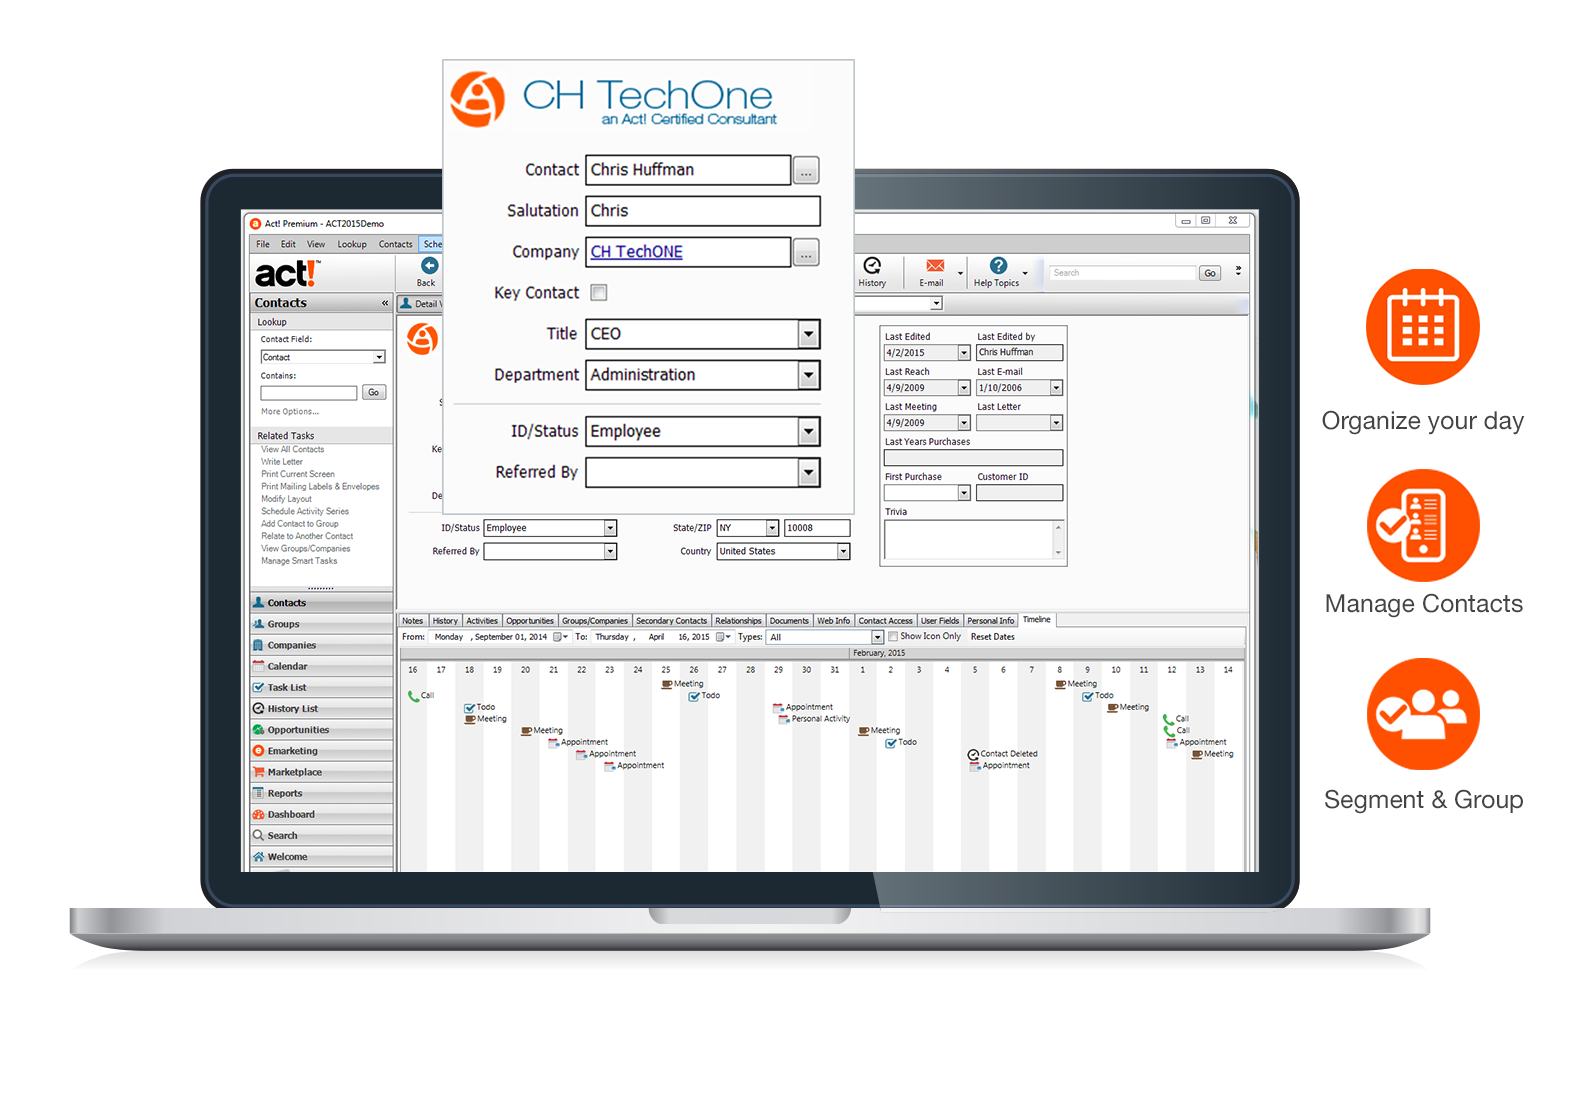 CH TechOne
an Act! Certified Consultant
Contact Chris Huffman ...
Salutation Chris
Company CH TechONE ...
Key Contact
Title CEO
Department Administration
ID/Status Employee
Referred By
Act! Premium - ACT2015Demo
File Edit View Lookup Contacts Sche
act!™
Back
History
E-mail
Help Topics
Search
Go
Contacts «
Detail V
Lookup
Contact Field:
Contact
Contains:
Go
More Options...
Related Tasks
View All Contacts
Write Letter
Print Current Screen
Print Mailing Labels & Envelopes
Modify Layout
Schedule Activity Series
Add Contact to Group
Relate to Another Contact
View Groups/Companies
Manage Smart Tasks
Contacts
Groups
Companies
Calendar
Task List
History List
Opportunities
Emarketing
Marketplace
Reports
Dashboard
Search
Welcome
S
Ke
De
ID/Status Employee
Referred By
State/ZIP NY 10008
Country United States
Last Edited Last Edited by
4/2/2015 Chris Huffman
Last Reach Last E-mail
4/9/2009 1/10/2006
Last Meeting Last Letter
4/9/2009
Last Years Purchases
First Purchase Customer ID
Trivia
Notes History Activities Opportunities Groups/Companies Secondary Contacts Relationships Documents Web Info Contact Access User Fields Personal Info Timeline
From: Monday , September 01, 2014 To: Thursday , April 16, 2015 Types: All Show Icon Only Reset Dates
February, 2015
16 17 18 19 20 21 22 23 24 25 26 27 28 29 30 31 1 2 3 4 5 6 7 8 9 10 11 12 13 14
Meeting Meeting
Call Todo Todo
Todo Appointment Meeting
Meeting Personal Activity Call
Meeting Meeting Call
Appointment Todo Appointment
Appointment Contact Deleted Meeting
Appointment Appointment
Organize your day
Manage Contacts
Segment & Group